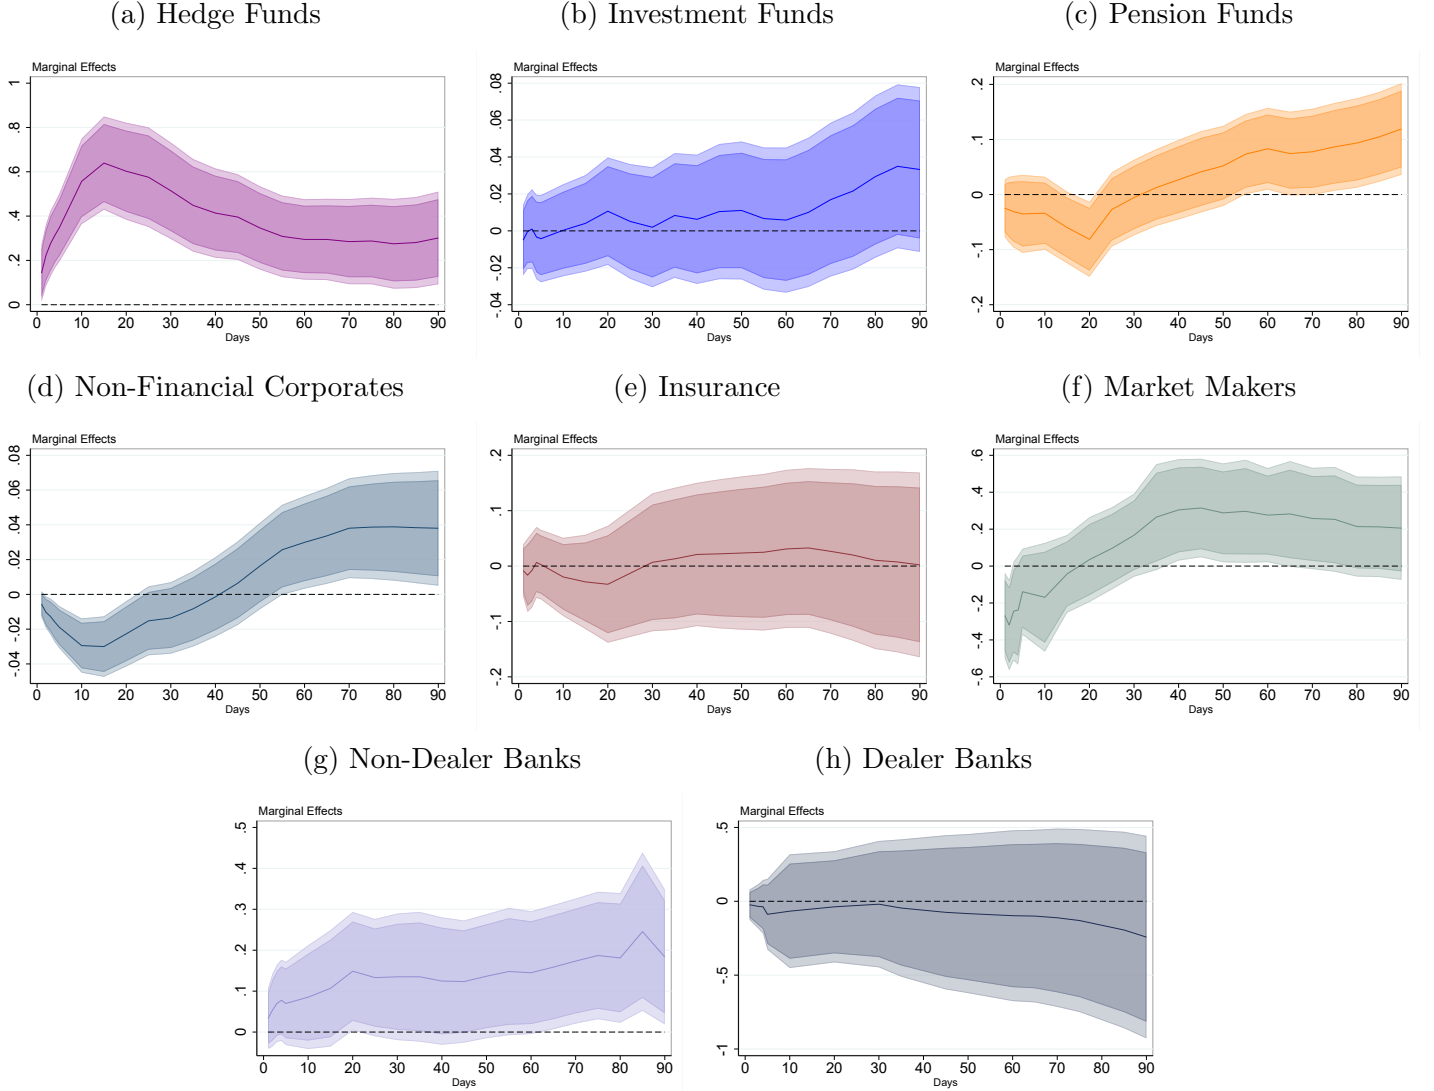 (a) Hedge Funds
Marginal Effects
1
.8
.6
.4
.2
0
0 10 20 30 40 50 60 70 80 90
Days
(b) Investment Funds
Marginal Effects
.08
.06
.04
.02
0
-.02
-.04
0 10 20 30 40 50 60 70 80 90
Days
(c) Pension Funds
Marginal Effects
.2
.1
0
-.1
-.2
0 10 20 30 40 50 60 70 80 90
Days
(d) Non-Financial Corporates
Marginal Effects
.08
.06
.04
.02
0
-.02
-.04
0 10 20 30 40 50 60 70 80 90
Days
(e) Insurance
Marginal Effects
.2
.1
0
-.1
-.2
0 10 20 30 40 50 60 70 80 90
Days
(f) Market Makers
Marginal Effects
.6
.4
.2
0
-.2
-.4
-.6
0 10 20 30 40 50 60 70 80 90
Days
(g) Non-Dealer Banks
Marginal Effects
.5
.4
.3
.2
.1
0
0 10 20 30 40 50 60 70 80 90
Days
(h) Dealer Banks
Marginal Effects
.5
0
-.5
-1
0 10 20 30 40 50 60 70 80 90
Days